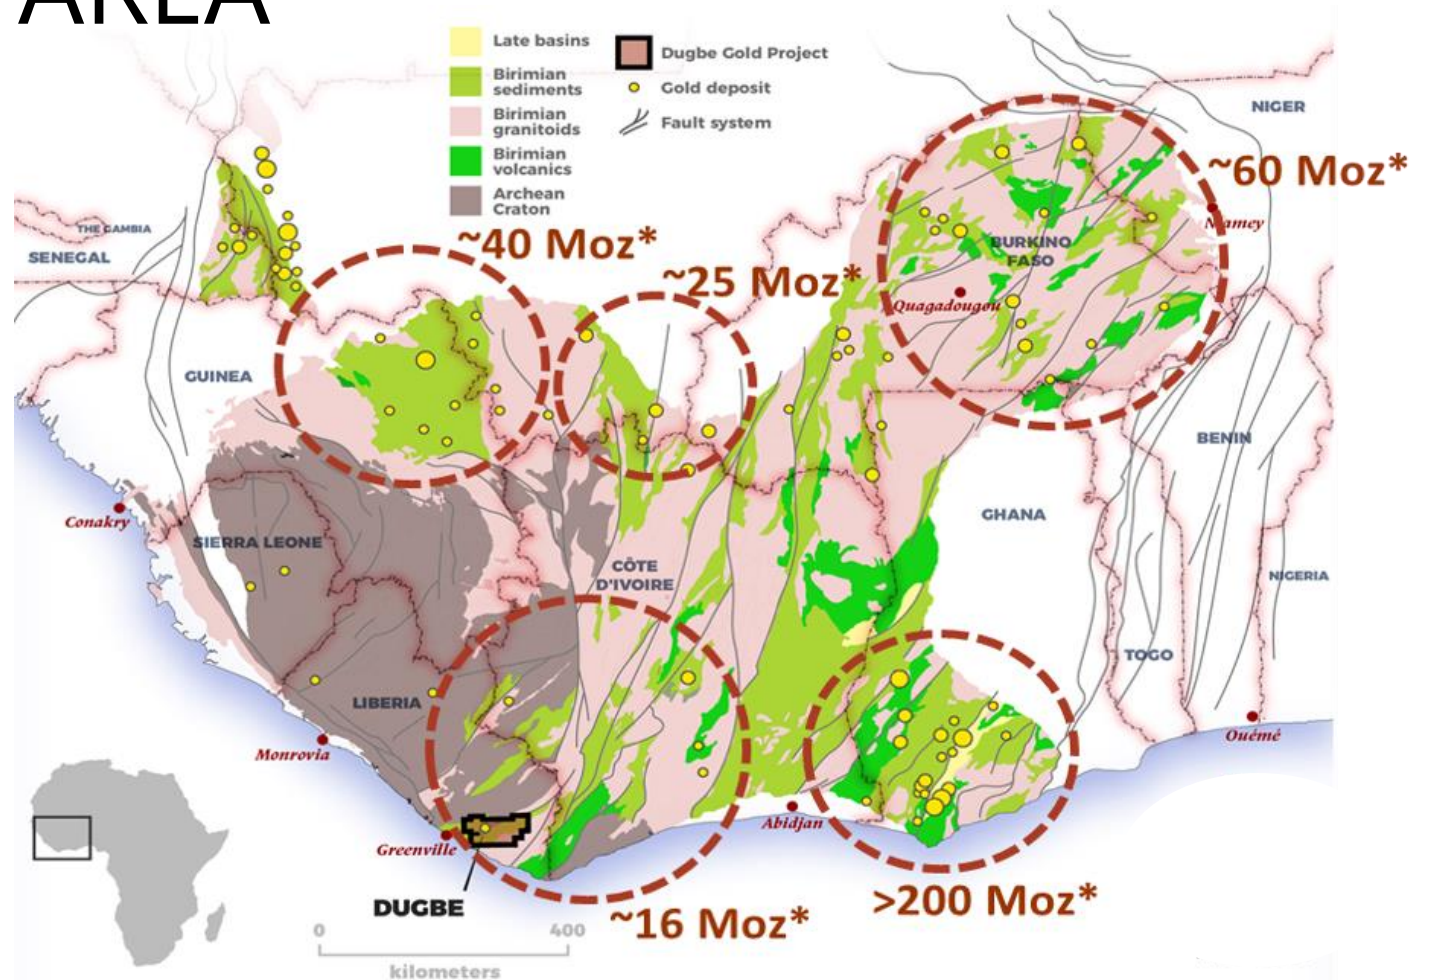 AREA
Late basins
Birimian
sediments
Birimian
granitoids
Birimian
volcanics
Archean
Craton
Dugbe Gold Project
Gold deposit
Fault system
NIGER
~60 Moz*
Niamey
THE GAMBIA
SENEGAL
~40 Moz*
~25 Moz*
BURKINO
FASO
Quagadougou
GUINEA
BENIN
Conakry
GHANA
SIERRA LEONE
CÔTE
D'IVOIRE
NIGERIA
TOGO
LIBERIA
Monrovia
Ouémé
Abidjan
Greenville
DUGBE
~16 Moz*
>200 Moz*
0 400
kilometers